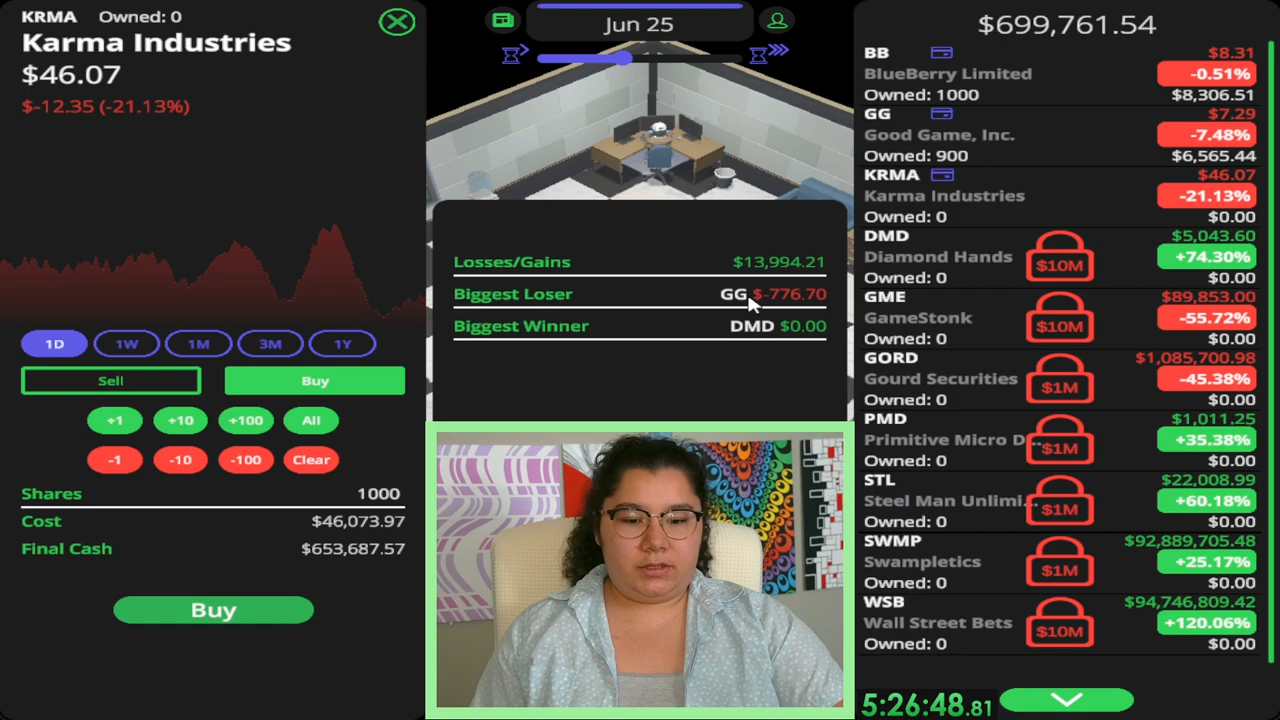 KRMA Owned: 0
Karma Industries
$46.07
$-12.35 (-21.13%)
1D 1W 1M 3M 1Y
Sell Buy
+1 +10 +100 All
-1 -10 -100 Clear
Shares 1000
Cost $46,073.97
Final Cash $653,687.57
Buy
Jun 25
Losses/Gains $13,994.21
Biggest Loser GG $-776.70
Biggest Winner DMD $0.00
$699,761.54
BB $8.31
BlueBerry Limited -0.51%
Owned: 1000 $8,306.51
GG $7.29
Good Game, Inc. -7.48%
Owned: 900 $6,565.44
KRMA $46.07
Karma Industries -21.13%
Owned: 0 $0.00
DMD $5,043.60
Diamond Hands $10M +74.30%
Owned: 0 $0.00
GME $89,853.00
GameStonk $10M -55.72%
Owned: 0 $0.00
GORD $1,085,700.98
Gourd Securities $1M -45.38%
Owned: 0 $0.00
PMD $1,011.25
Primitive Micro D... $1M +35.38%
Owned: 0 $0.00
STL $22,008.99
Steel Man Unlimi... $1M +60.18%
Owned: 0 $0.00
SWMP $92,889,705.48
Swampletics $1M +25.17%
Owned: 0 $0.00
WSB $94,746,809.42
Wall Street Bets $10M +120.06%
Owned: 0 $0.00
5:26:48.81